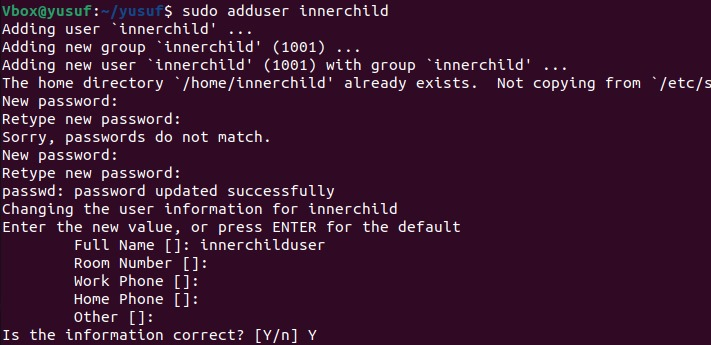 Vbox@yusuf:~/yusuf$ sudo adduser innerchild
Adding user `innerchild' ...
Adding new group `innerchild' (1001) ...
Adding new user `innerchild' (1001) with group `innerchild' ...
The home directory `/home/innerchild' already exists.  Not copying from `/etc/s
New password:
Retype new password:
Sorry, passwords do not match.
New password:
Retype new password:
passwd: password updated successfully
Changing the user information for innerchild
Enter the new value, or press ENTER for the default
        Full Name []: innerchilduser
        Room Number []:
        Work Phone []:
        Home Phone []:
        Other []:
Is the information correct? [Y/n] Y